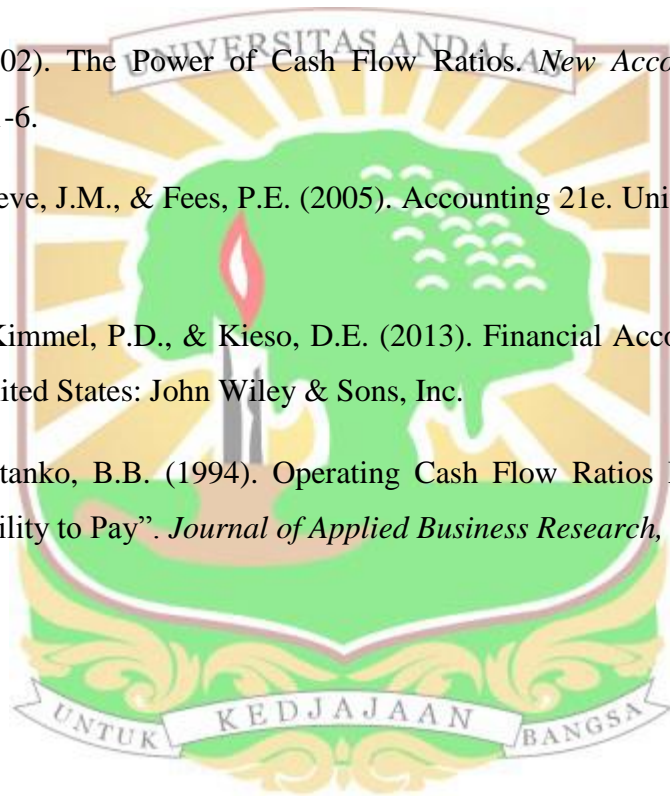 UNIVERSITAS ANDALAS
02). The Power of Cash Flow Ratios. New Acco
-6.
eve, J.M., & Fees, P.E. (2005). Accounting 21e. Uni
Kimmel, P.D., & Kieso, D.E. (2013). Financial Acco
ited States: John Wiley & Sons, Inc.
tanko, B.B. (1994). Operating Cash Flow Ratios
ility to Pay”. Journal of Applied Business Research,
UNTUK KEDJAJAAN BANGSA